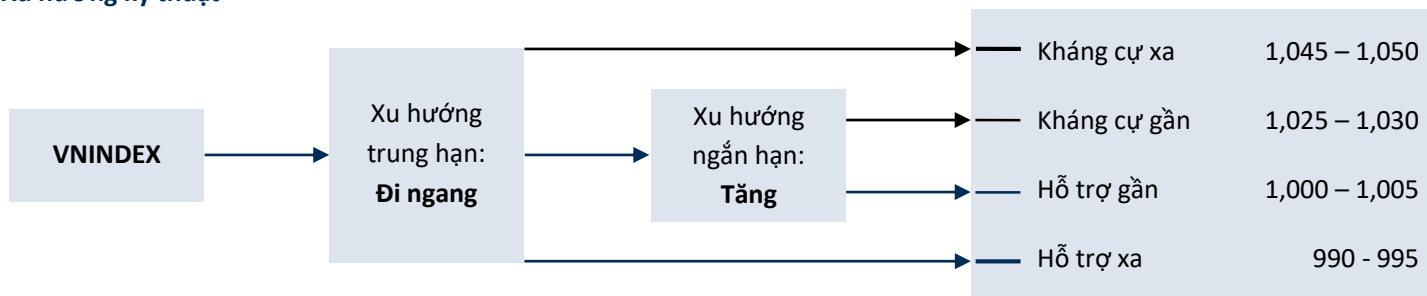 VNINDEX
Xu hướng
trung hạn:
Đi ngang
Xu hướng
ngắn hạn:
Tăng
Kháng cự xa 1,045 – 1,050
Kháng cự gần 1,025 – 1,030
Hỗ trợ gần 1,000 – 1,005
Hỗ trợ xa 990 - 995